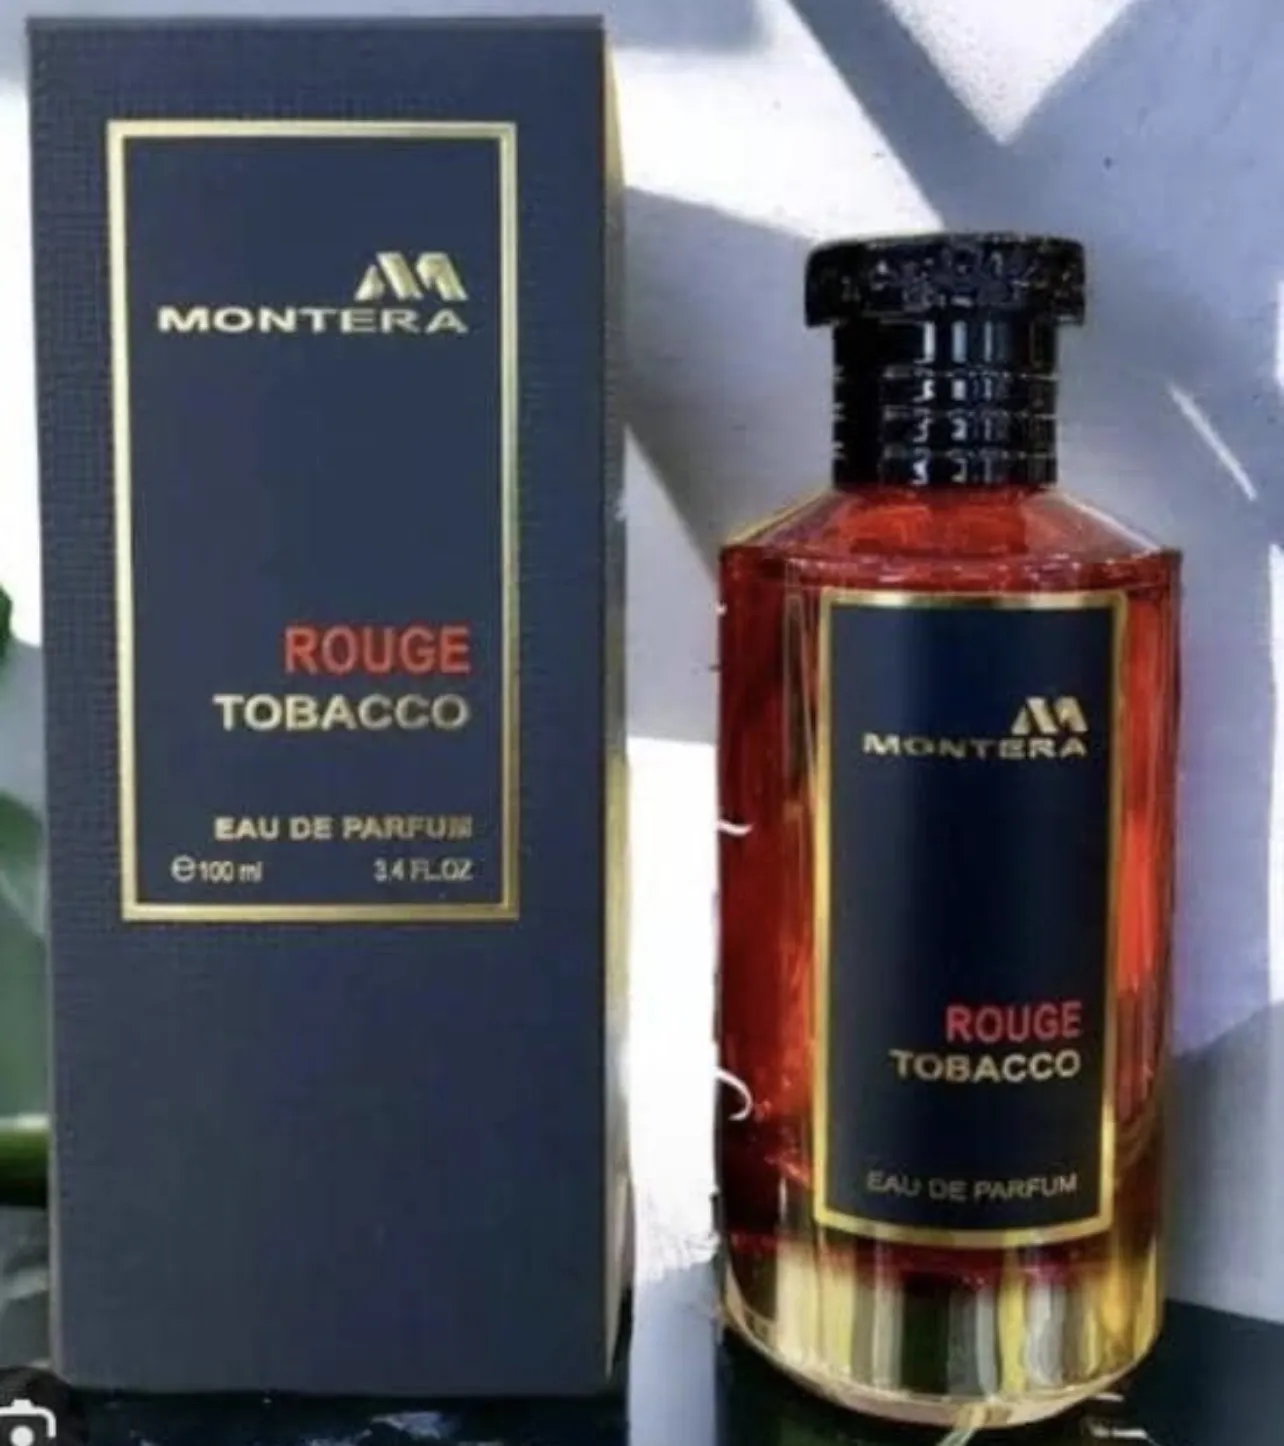 MONTERA
ROUGE
TOBACCO
EAU DE PARFUM
℮100 ml 3.4 FL.OZ
MONTERA
ROUGE
TOBACCO
EAU DE PARFUM